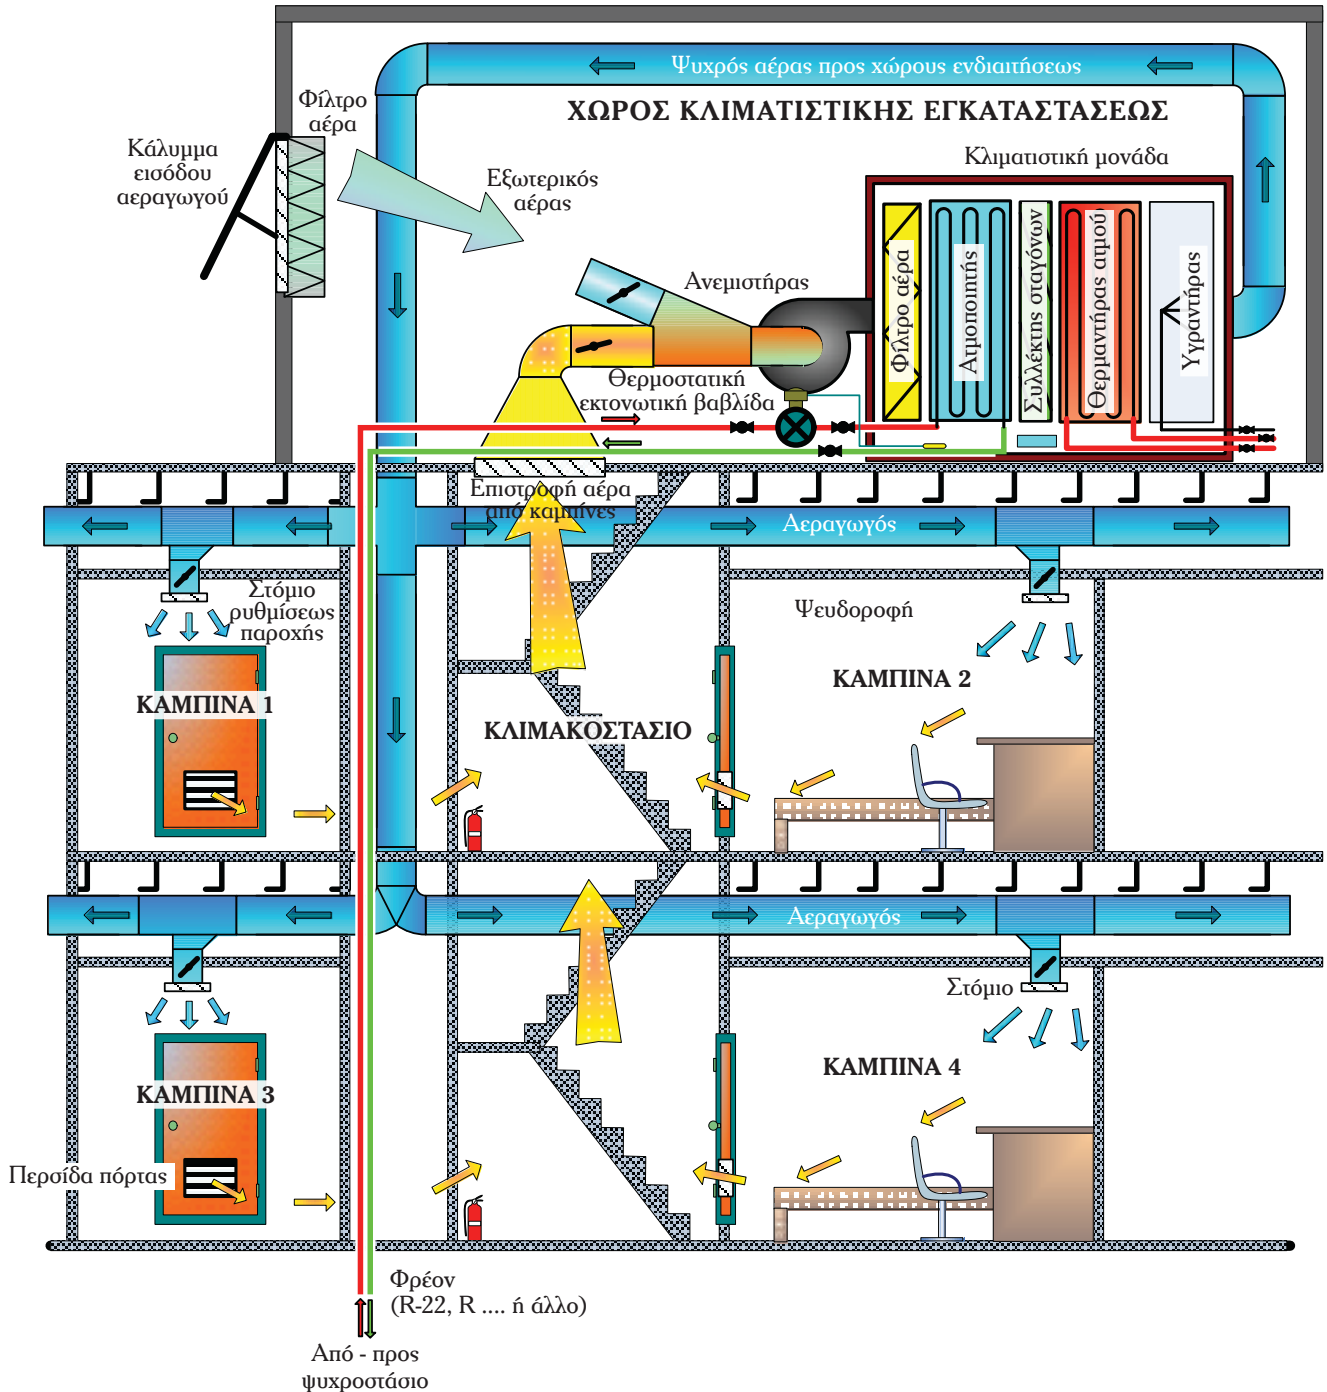 Ψυχρός αέρας προς χώρους ενδιαιτήσεως
ΧΩΡΟΣ ΚΛΙΜΑΤΙΣΤΙΚΗΣ ΕΓΚΑΤΑΣΤΑΣΕΩΣ
Φίλτρο
αέρα
Κάλυμμα
εισόδου
αεραγωγού
Εξωτερικός
αέρας
Κλιματιστική μονάδα
Ανεμιστήρας
Φίλτρο αέρα
Ατμοποιητής
Συλλέκτης σταγόνων
Θερμαντήρας ατμού
Υγραντήρας
Θερμοστατική
εκτονωτική βαβλίδα
Επιστροφή αέρα
από καμπίνες
Αεραγωγός
Στόμιο
ρυθμίσεως
παροχής
Ψευδοροφή
ΚΑΜΠΙΝΑ 1
ΚΛΙΜΑΚΟΣΤΑΣΙΟ
ΚΑΜΠΙΝΑ 2
Αεραγωγός
Στόμιο
ΚΑΜΠΙΝΑ 3
ΚΑΜΠΙΝΑ 4
Περσίδα πόρτας
Φρέον
(R-22, R .... ή άλλο)
Από - προς
ψυχροστάσιο